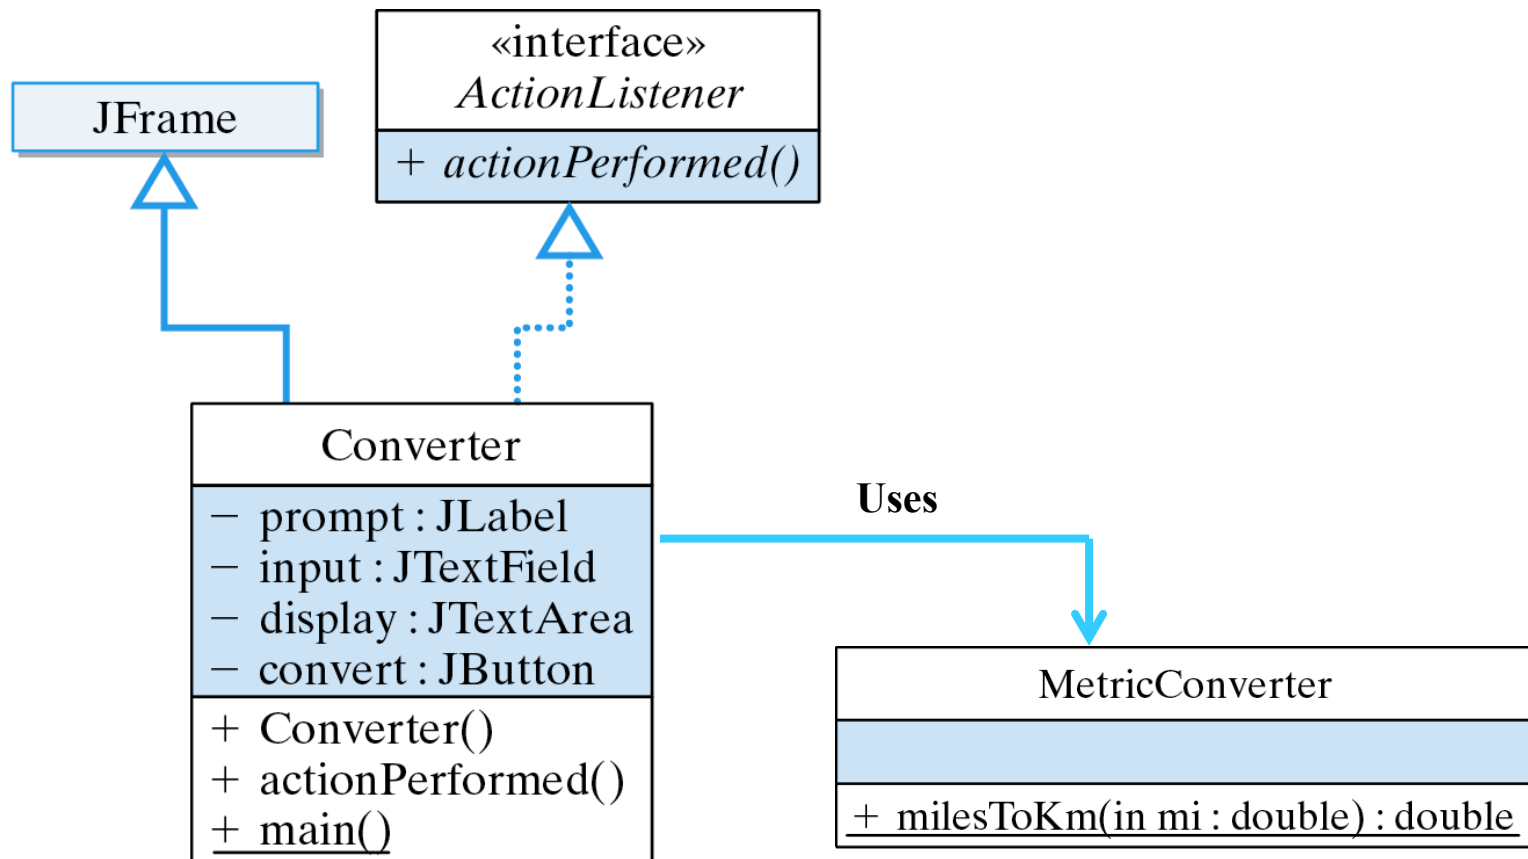 «interface»
ActionListener
+ actionPerformed()
JFrame
Converter
− prompt : JLabel
− input : JTextField
− display : JTextArea
− convert : JButton
+ Converter()
+ actionPerformed()
+ main()
Uses
MetricConverter
+ milesToKm(in mi : double) : double